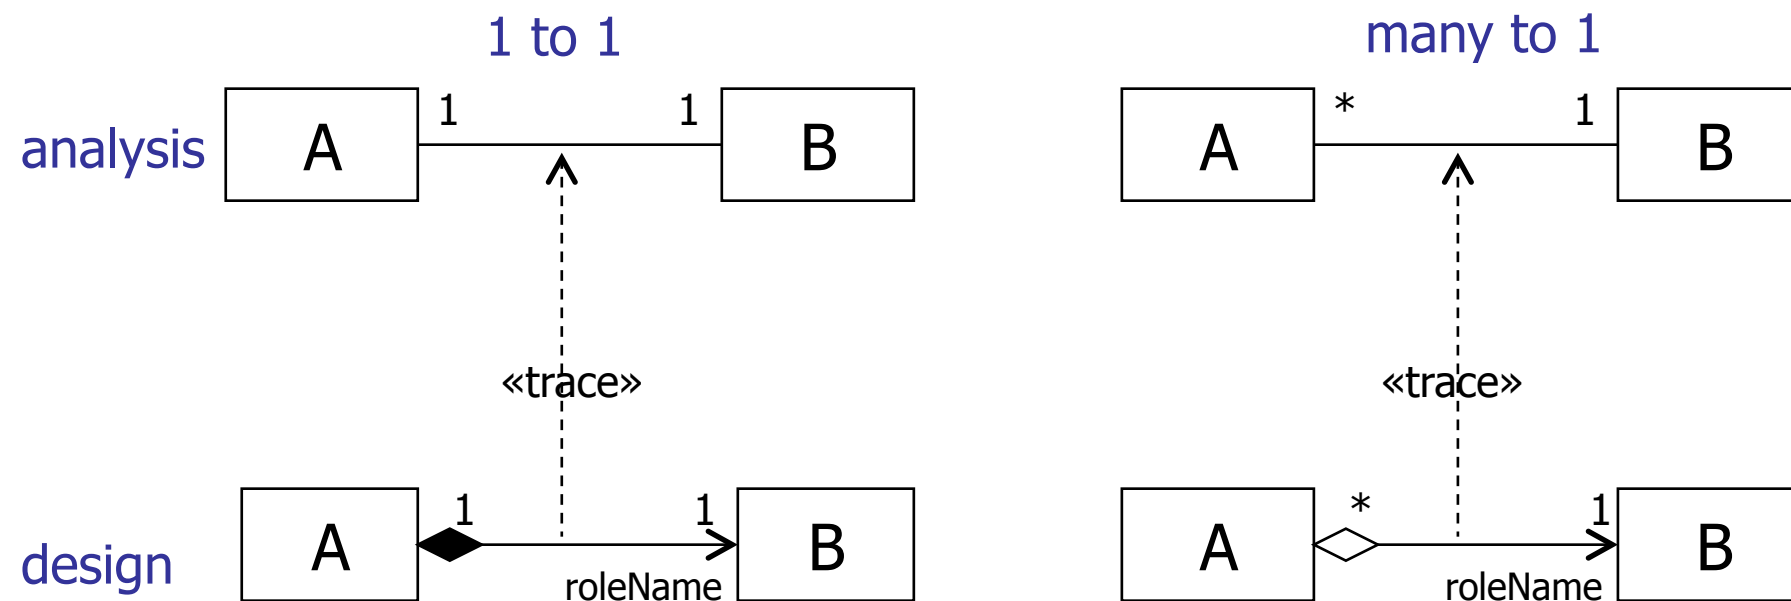 1 to 1
many to 1
analysis
A
1
1
B
A
*
1
B
«trace»
«trace»
design
A
1
1
roleName
B
A
*
1
roleName
B